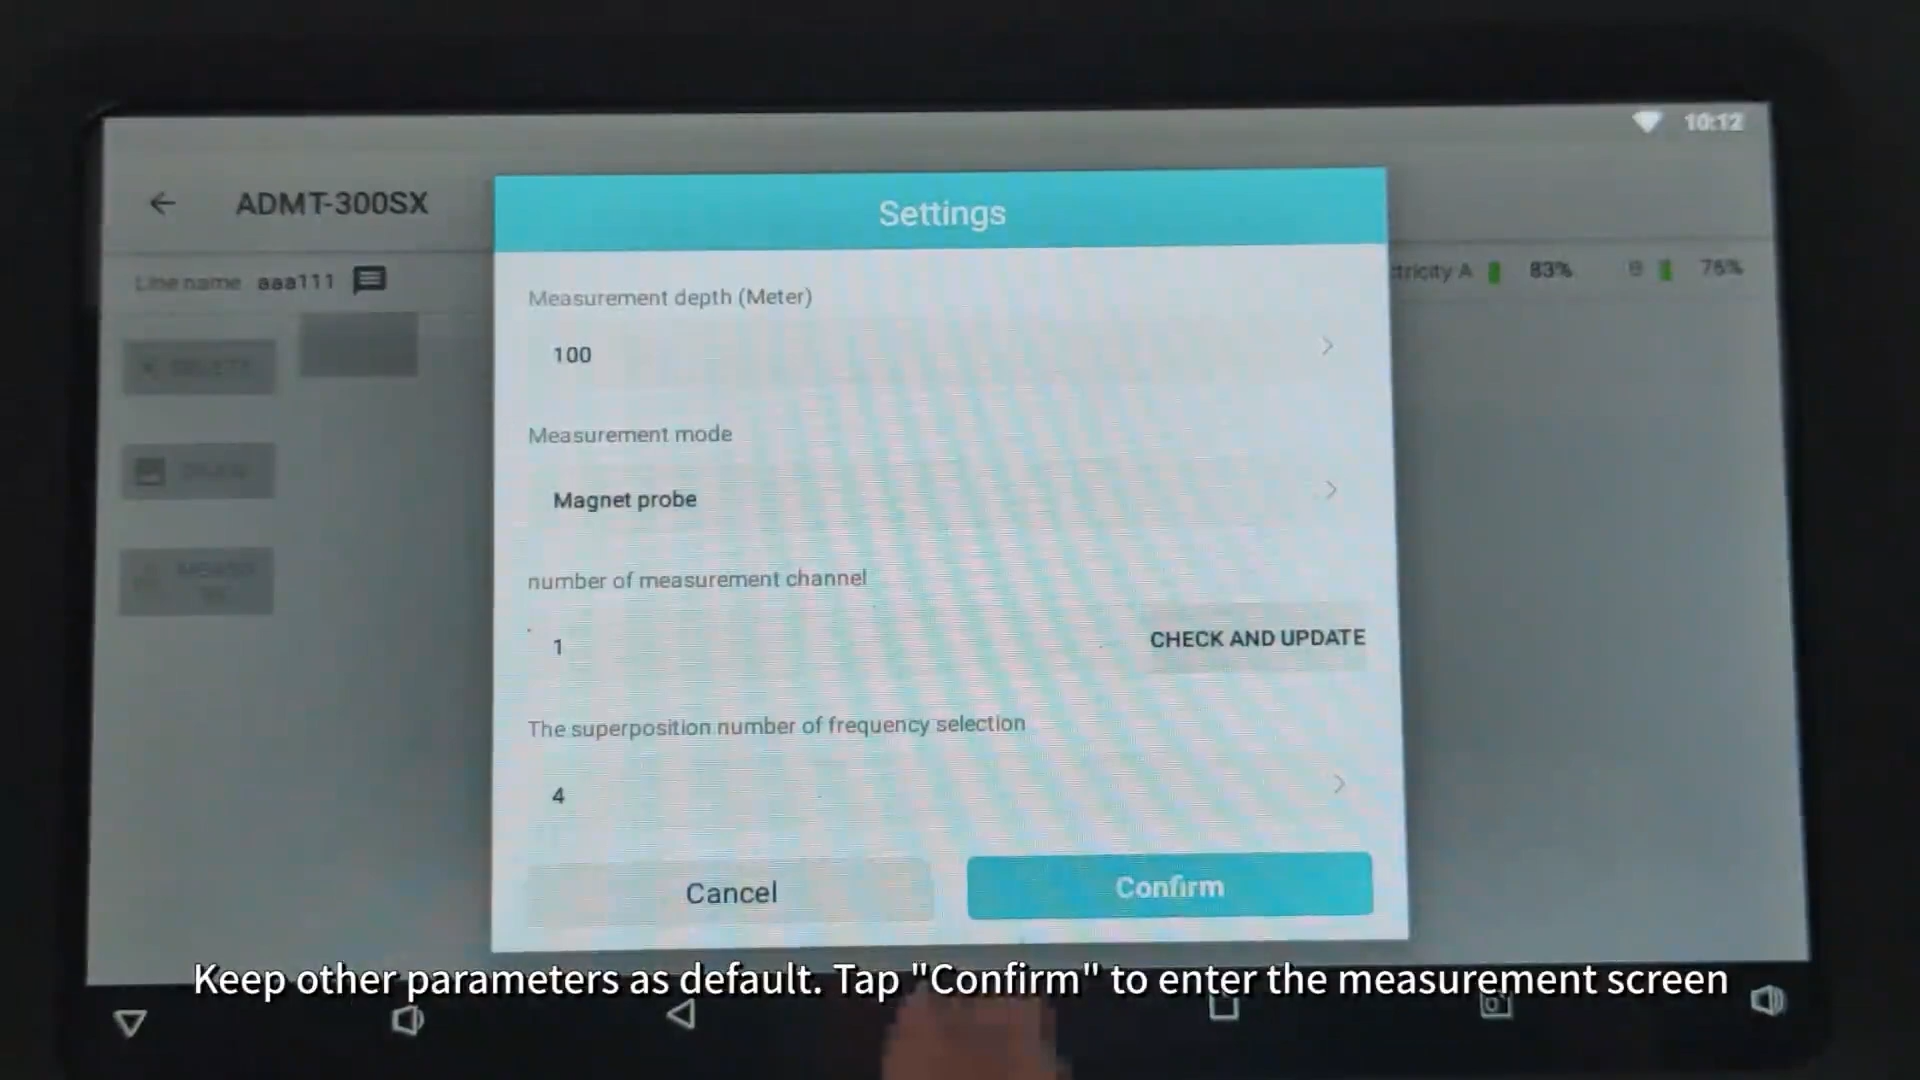 10:12
ADMT-300SX
Settings
Line name aaa111
ctricity A 83% B 76%
Measurement depth (Meter)
100
DELETE
Measurement mode
Magnet probe
number of measurement channel
1
CHECK AND UPDATE
The superposition number of frequency selection
4
Cancel
Confirm
Keep other parameters as default. Tap "Confirm" to enter the measurement screen